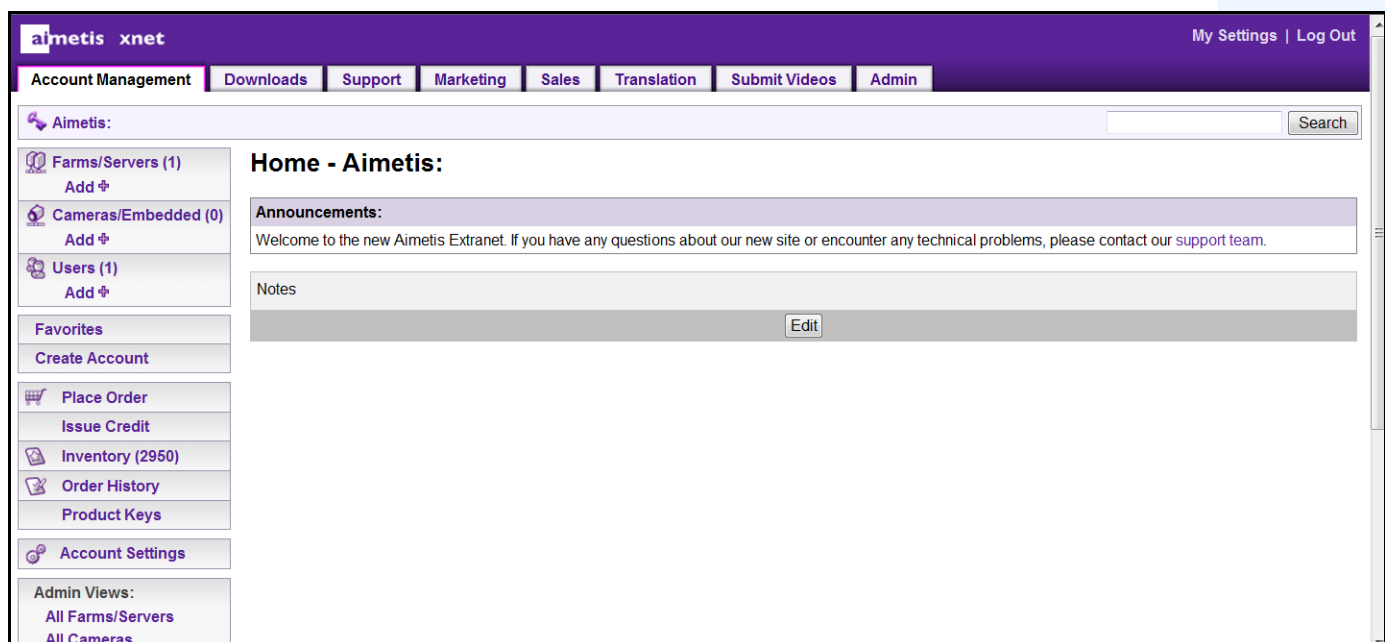 aimetis xnet
My Settings | Log Out
Account Management Downloads Support Marketing Sales Translation Submit Videos Admin
Aimetis:
Search
Farms/Servers (1)
Add
Cameras/Embedded (0)
Add
Users (1)
Add
Favorites
Create Account
Place Order
Issue Credit
Inventory (2950)
Order History
Product Keys
Account Settings
Admin Views:
All Farms/Servers
All Cameras
Home - Aimetis:
Announcements:
Welcome to the new Aimetis Extranet. If you have any questions about our new site or encounter any technical problems, please contact our support team.
Notes
Edit